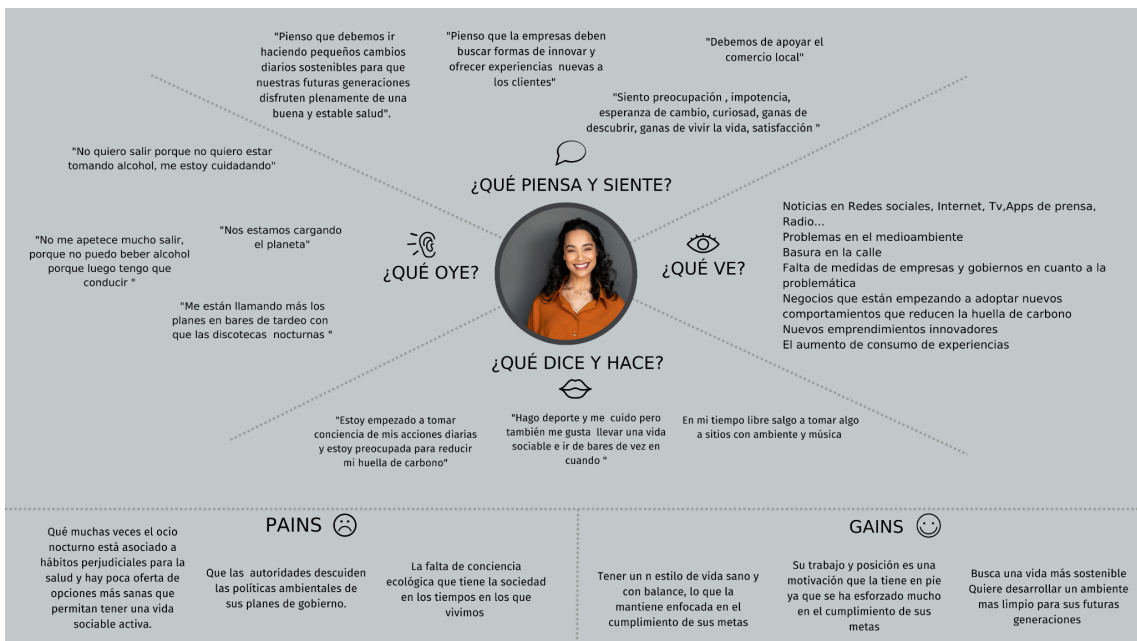 "Pienso que debemos ir
haciendo pequeños cambios
diarios sostenibles para que
nuestras futuras generaciones
disfruten plenamente de una
buena y estable salud".
"Pienso que la empresas deben
buscar formas de innovar y
ofrecer experiencias nuevas a
los clientes"
"Debemos de apoyar el
comercio local"
"Siento preocupación , impotencia,
esperanza de cambio, curiosad, ganas de
descubrir, ganas de vivir la vida, satisfacción "
¿QUÉ PIENSA Y SIENTE?
"No quiero salir porque no quiero estar
tomando alcohol, me estoy cuidadando"
"No me apetece mucho salir,
porque no puedo beber alcohol
porque luego tengo que
conducir "
"Nos estamos cargando
el planeta"
"Me están llamando más los
planes en bares de tardeo con
que las discotecas nocturnas "
¿QUÉ OYE?
¿QUÉ VE?
Noticias en Redes sociales, Internet, Tv,Apps de prensa,
Radio...
Problemas en el medioambiente
Basura en la calle
Falta de medidas de empresas y gobiernos en cuanto a la
problemática
Negocios que están empezando a adoptar nuevos
comportamientos que reducen la huella de carbono
Nuevos emprendimientos innovadores
El aumento de consumo de experiencias
¿QUÉ DICE Y HACE?
"Estoy empezado a tomar
conciencia de mis acciones diarias
y estoy preocupada para reducir
mi huella de carbono"
"Hago deporte y me cuido pero
también me gusta llevar una vida
sociable e ir de bares de vez en
cuando "
En mi tiempo libre salgo a tomar algo
a sitios con ambiente y música
PAINS
Qué muchas veces el ocio
nocturno está asociado a
hábitos perjudiciales para la
salud y hay poca oferta de
opciones más sanas que
permitan tener una vida
sociable activa.
Que las autoridades descuiden
las políticas ambientales de
sus planes de gobierno.
La falta de conciencia
ecológica que tiene la sociedad
en los tiempos en los que
vivimos
GAINS
Tener un n estilo de vida sano y
con balance, lo que la
mantiene enfocada en el
cumplimiento de sus metas
Su trabajo y posición es una
motivación que la tiene en pie
ya que se ha esforzado mucho
en el cumplimiento de sus
metas
Busca una vida más sostenible
Quiere desarrollar un ambiente
mas limpio para sus futuras
generaciones